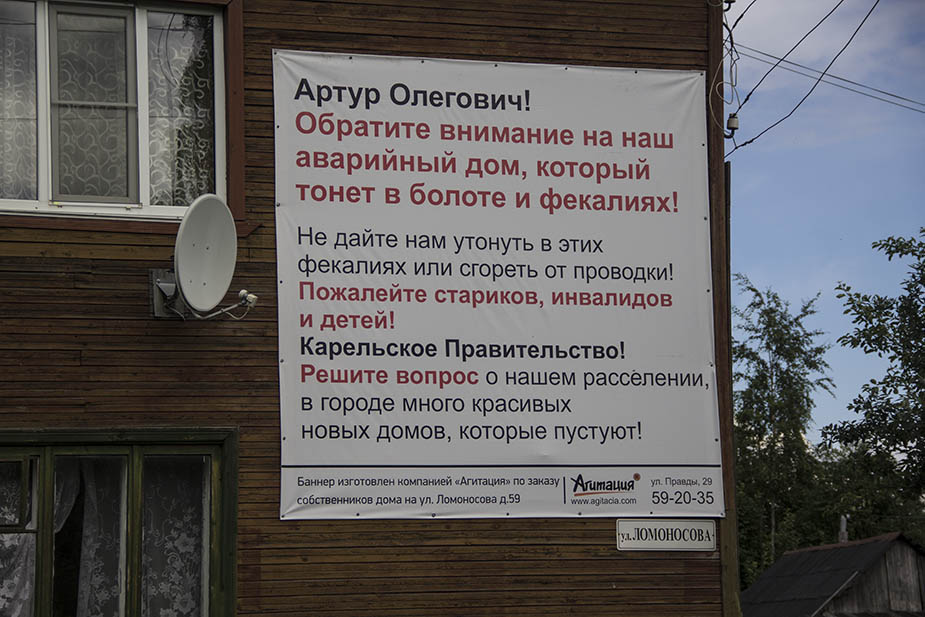 Артур Олегович!
Обратите внимание на наш
аварийный дом, который
тонет в болоте и фекалиях!
Не дайте нам утонуть в этих
фекалиях или сгореть от проводки!
Пожалейте стариков, инвалидов
и детей!
Карельское Правительство!
Решите вопрос о нашем расселении,
в городе много красивых
новых домов, которые пустуют!
Баннер изготовлен компанией «Агитация» по заказу
собственников дома на ул. Ломоносова д.59
Агитация
www.agitacia.com
ул. Правды, 29
59-20-35
ул. ЛОМОНОСОВА